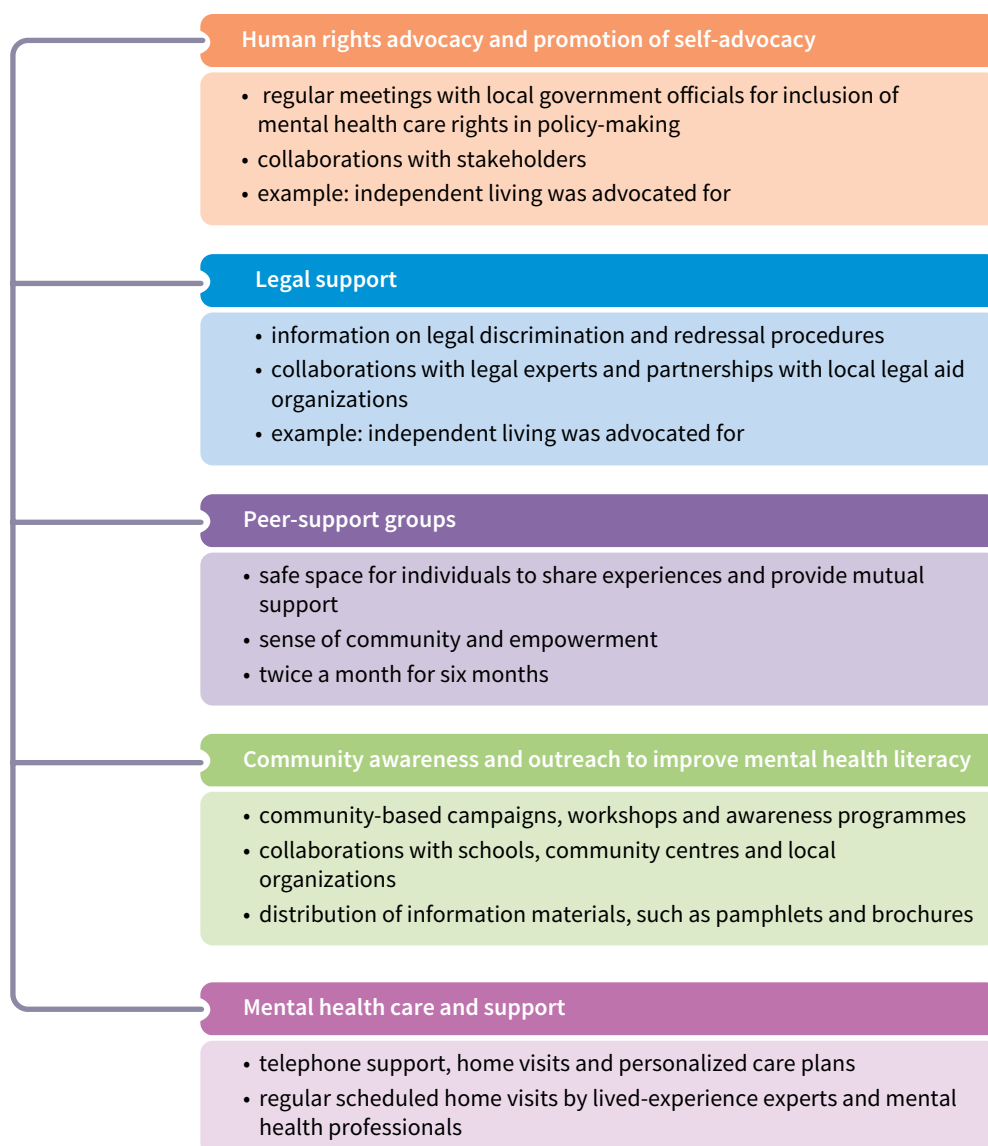 Human rights advocacy and promotion of self-advocacy
• regular meetings with local government officials for inclusion of
mental health care rights in policy-making
• collaborations with stakeholders
• example: independent living was advocated for
Legal support
• information on legal discrimination and redressal procedures
• collaborations with legal experts and partnerships with local legal aid
organizations
• example: independent living was advocated for
Peer-support groups
• safe space for individuals to share experiences and provide mutual
support
• sense of community and empowerment
• twice a month for six months
Community awareness and outreach to improve mental health literacy
• community-based campaigns, workshops and awareness programmes
• collaborations with schools, community centres and local
organizations
• distribution of information materials, such as pamphlets and brochures
Mental health care and support
• telephone support, home visits and personalized care plans
• regular scheduled home visits by lived-experience experts and mental
health professionals